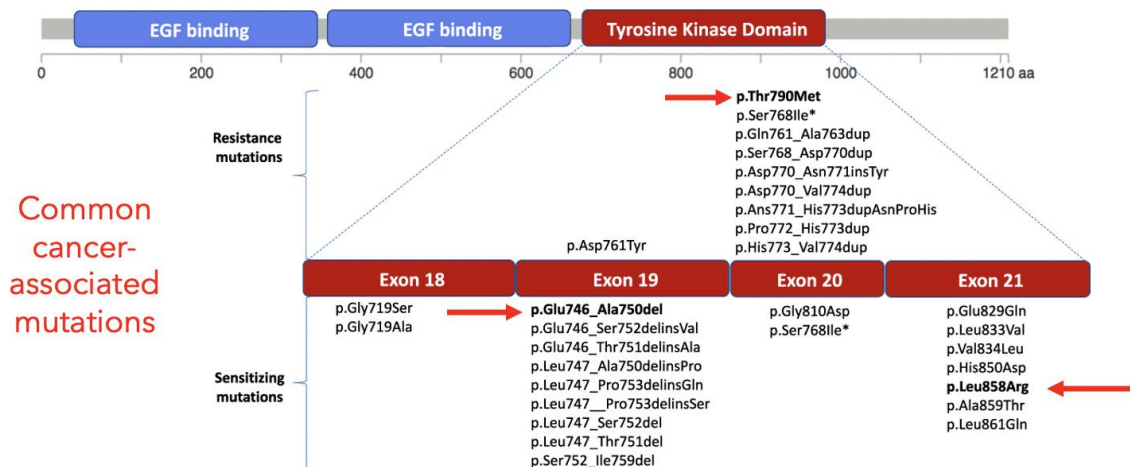 EGF binding
EGF binding
Tyrosine Kinase Domain
0
200
400
600
800
1000
1210 aa
Resistance
mutations
p.Thr790Met
p.Ser768Ile*
p.Gln761_Ala763dup
p.Ser768_Asp770dup
p.Asp770_Asn771insTyr
p.Asp770_Val774dup
p.Ans771_His773dupAsnProHis
p.Pro772_His773dup
p.His773_Val774dup
p.Asp761Tyr
Common
cancer-
associated
mutations
Exon 18
Exon 19
Exon 20
Exon 21
Sensitizing
mutations
p.Gly719Ser
p.Gly719Ala
p.Glu746_Ala750del
p.Glu746_Ser752delinsVal
p.Glu746_Thr751delinsAla
p.Leu747_Ala750delinsPro
p.Leu747_Pro753delinsGln
p.Leu747__Pro753delinsSer
p.Leu747_Ser752del
p.Leu747_Thr751del
p.Ser752_Ile759del
p.Gly810Asp
p.Ser768Ile*
p.Glu829Gln
p.Leu833Val
p.Val834Leu
p.His850Asp
p.Leu858Arg
p.Ala859Thr
p.Leu861Gln